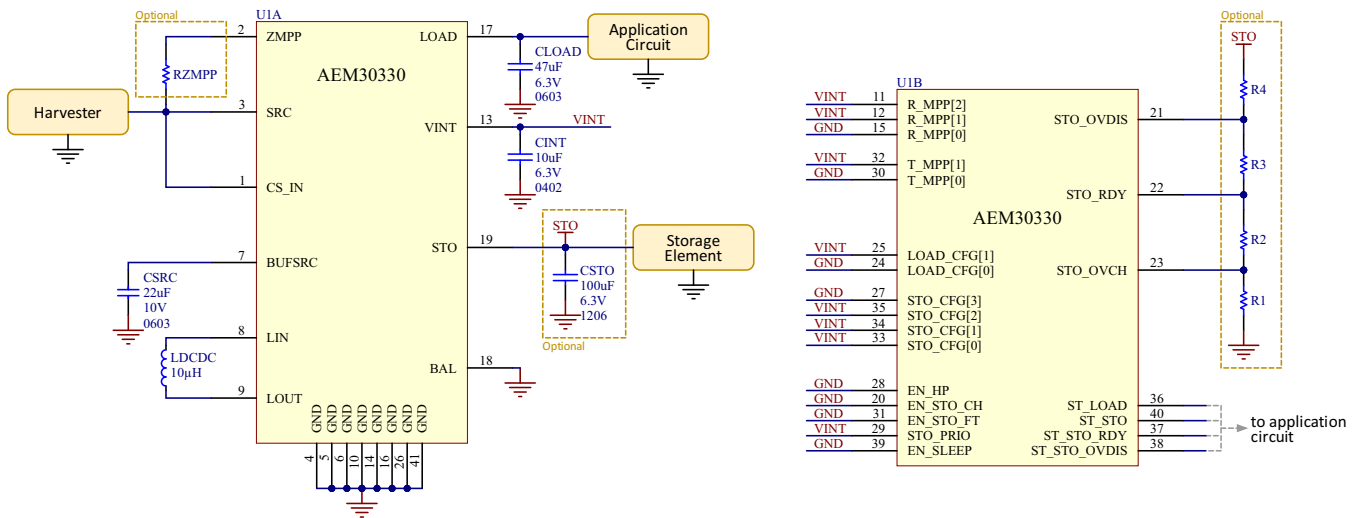 Optional
U1A
2
ZMPP
RZMPP
Harvester
3
SRC
1
CS_IN
7
BUFSRC
CSRC
22uF
10V
0603
8
LIN
LDCDC
10µH
9
LOUT
AEM30330
LOAD
17
CLOAD
47uF
6.3V
0603
Application
Circuit
VINT
13
VINT
CINT
10uF
6.3V
0402
STO
19
STO
CSTO
100uF
6.3V
1206
Optional
Storage
Element
BAL
18
GND
GND
GND
GND
GND
GND
GND
GND
4
5
6
10
14
16
26
41
U1B
AEM30330
VINT
11
R_MPP[2]
VINT
12
R_MPP[1]
GND
15
R_MPP[0]
VINT
32
T_MPP[1]
GND
30
T_MPP[0]
VINT
25
LOAD_CFG[1]
GND
24
LOAD_CFG[0]
GND
27
STO_CFG[3]
VINT
35
STO_CFG[2]
VINT
34
STO_CFG[1]
VINT
33
STO_CFG[0]
GND
28
EN_HP
GND
20
EN_STO_CH
GND
31
EN_STO_FT
VINT
29
STO_PRIO
GND
39
EN_SLEEP
STO_OVDIS
21
STO_RDY
22
STO_OVCH
23
ST_LOAD
36
ST_STO
40
ST_STO_RDY
37
ST_STO_OVDIS
38
to application
circuit
Optional
STO
R4
R3
R2
R1